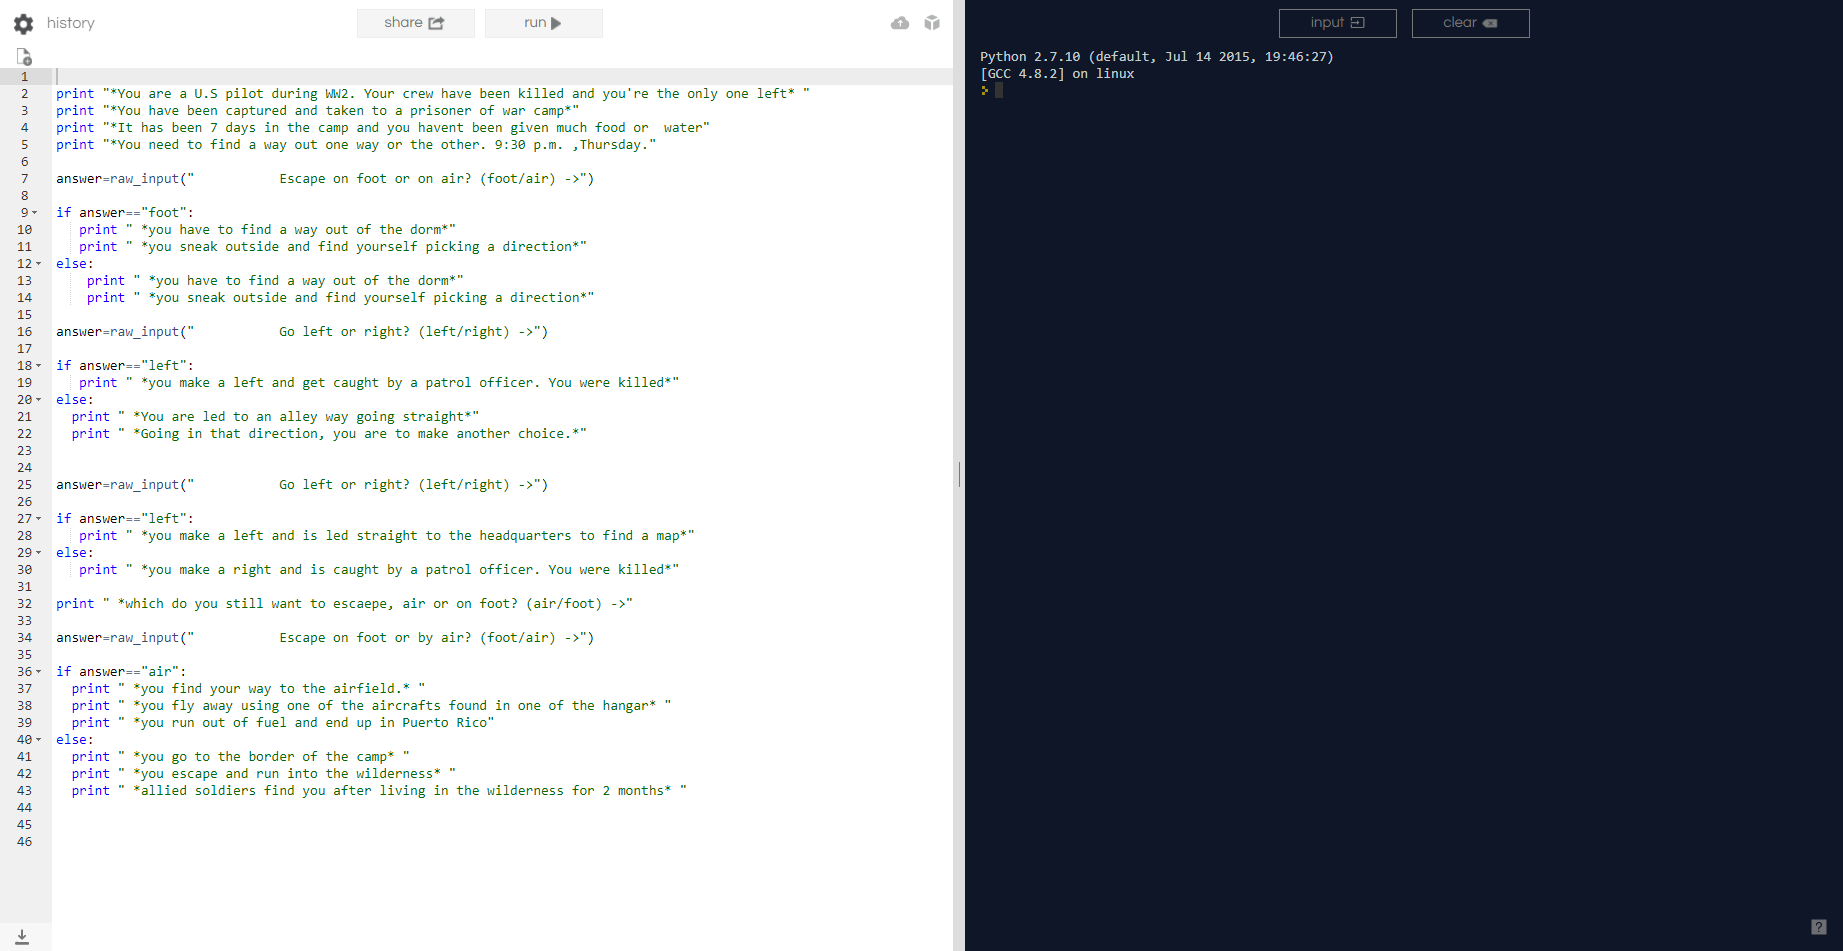 history
share
run
input
clear
1
2 print "*You are a U.S pilot during WW2. Your crew have been killed and you're the only one left* "
3 print "*You have been captured and taken to a prisoner of war camp*"
4 print "*It has been 7 days in the camp and you havent been given much food or  water"
5 print "*You need to find a way out one way or the other. 9:30 p.m. ,Thursday."
6
7 answer=raw_input("           Escape on foot or on air? (foot/air) ->")
8
9 if answer=="foot":
10    print " *you have to find a way out of the dorm*"
11    print " *you sneak outside and find yourself picking a direction*"
12 else:
13     print " *you have to find a way out of the dorm*"
14     print " *you sneak outside and find yourself picking a direction*"
15
16 answer=raw_input("           Go left or right? (left/right) ->")
17
18 if answer=="left":
19    print " *you make a left and get caught by a patrol officer. You were killed*"
20 else:
21   print " *You are led to an alley way going straight*"
22   print " *Going in that direction, you are to make another choice.*"
23
24
25 answer=raw_input("           Go left or right? (left/right) ->")
26
27 if answer=="left":
28    print " *you make a left and is led straight to the headquarters to find a map*"
29 else:
30    print " *you make a right and is caught by a patrol officer. You were killed*"
31
32 print " *which do you still want to escaepe, air or on foot? (air/foot) ->"
33
34 answer=raw_input("           Escape on foot or by air? (foot/air) ->")
35
36 if answer=="air":
37   print " *you find your way to the airfield.* "
38   print " *you fly away using one of the aircrafts found in one of the hangar* "
39   print " *you run out of fuel and end up in Puerto Rico"
40 else:
41   print " *you go to the border of the camp* "
42   print " *you escape and run into the wilderness* "
43   print " *allied soldiers find you after living in the wilderness for 2 months* "
44
45
46
Python 2.7.10 (default, Jul 14 2015, 19:46:27)
[GCC 4.8.2] on linux
?